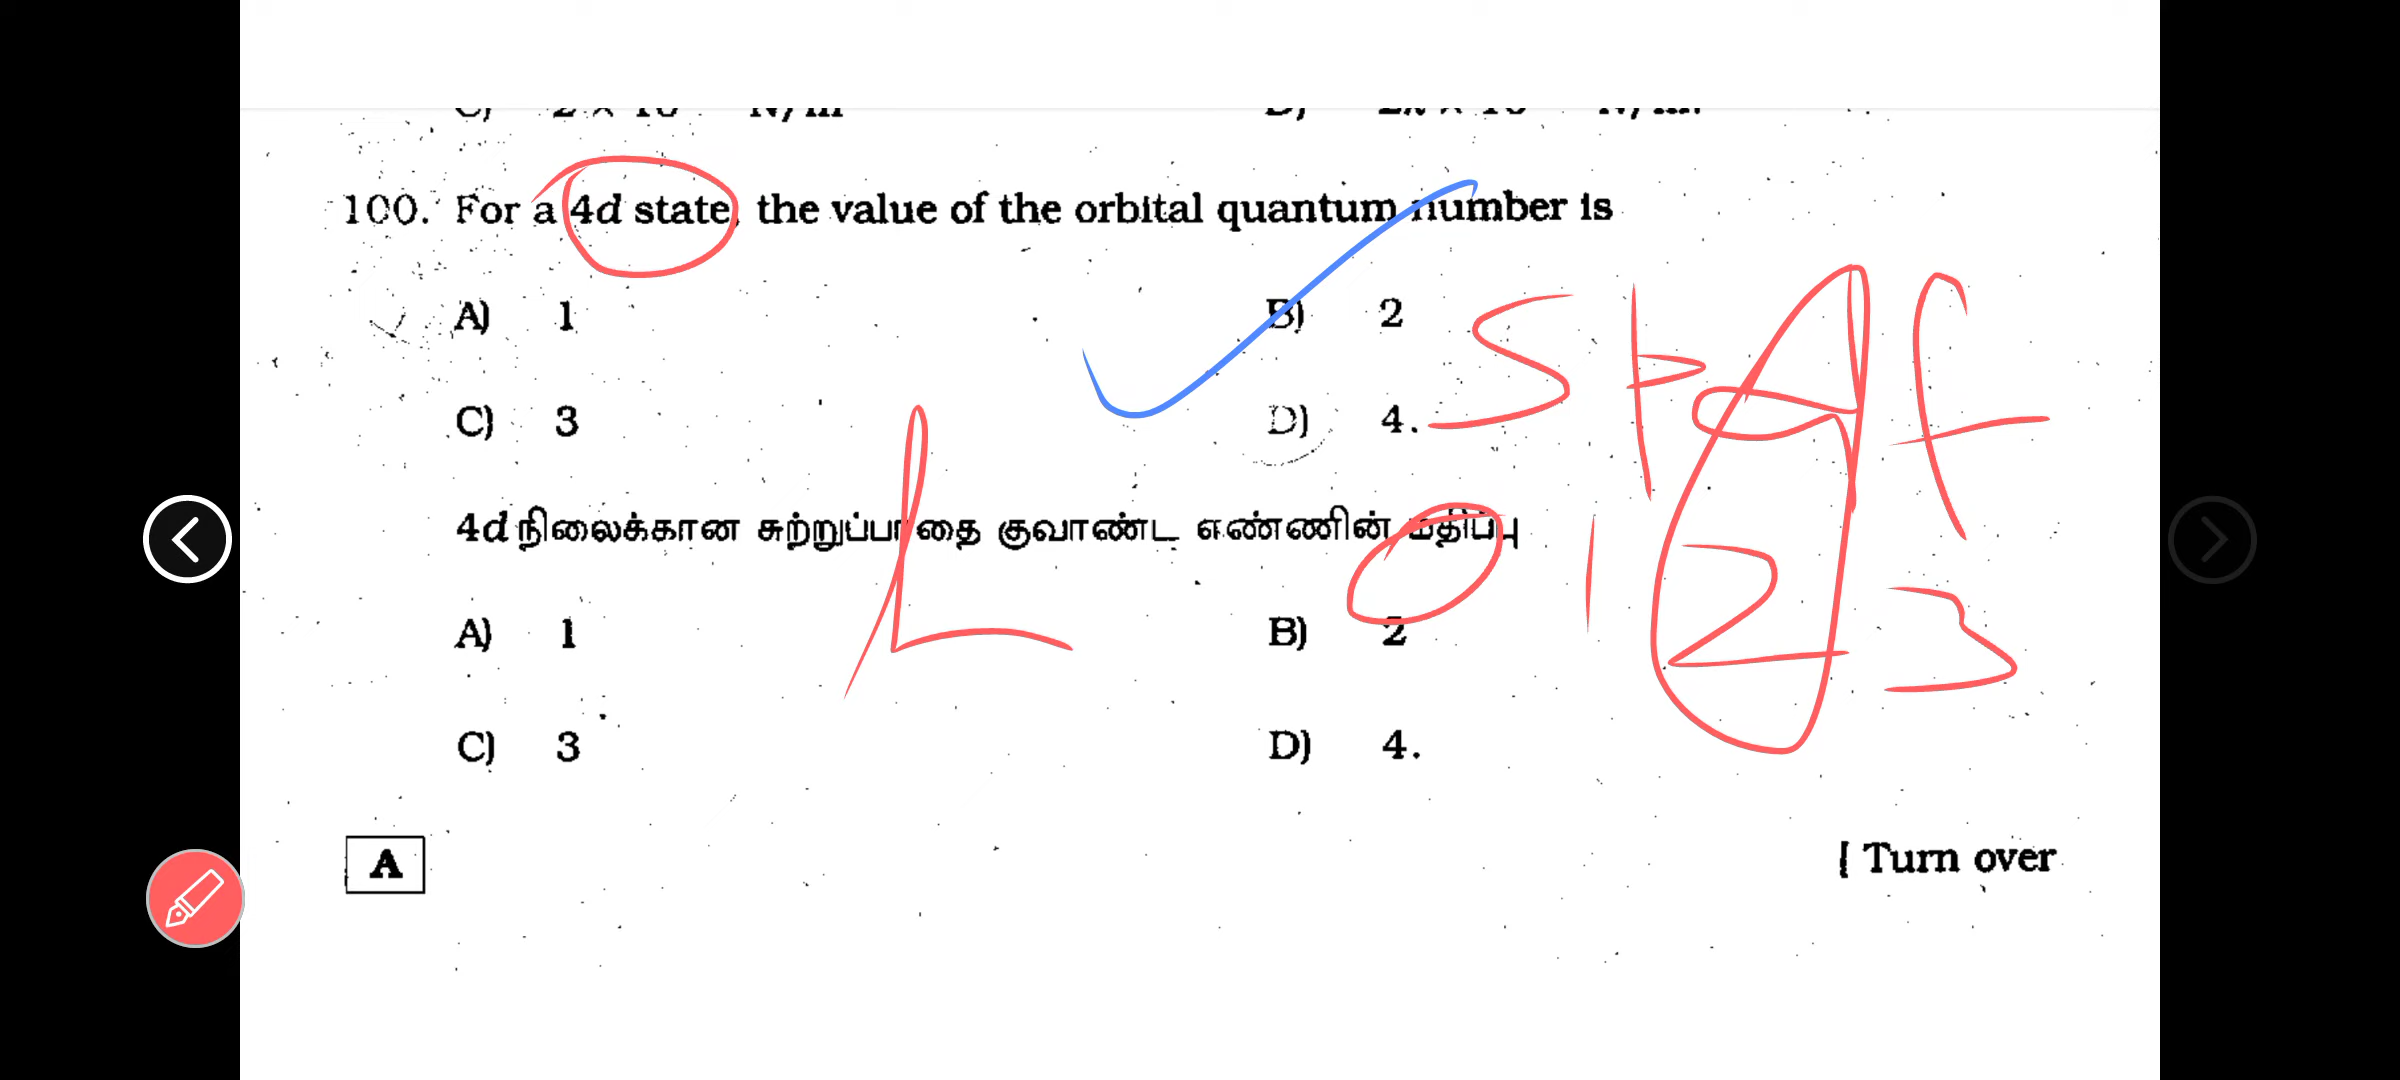 100. For a 4d state, the value of the orbital quantum number is
A) 1 B) 2
C) 3 D) 4.
s p d f
0 1 2 3
L
4d நிலைக்கான சுற்றுப்பாதை குவாண்ட எண்ணின் மதிப்பு
A) 1 B) 2
C) 3 D) 4.
A [ Turn over